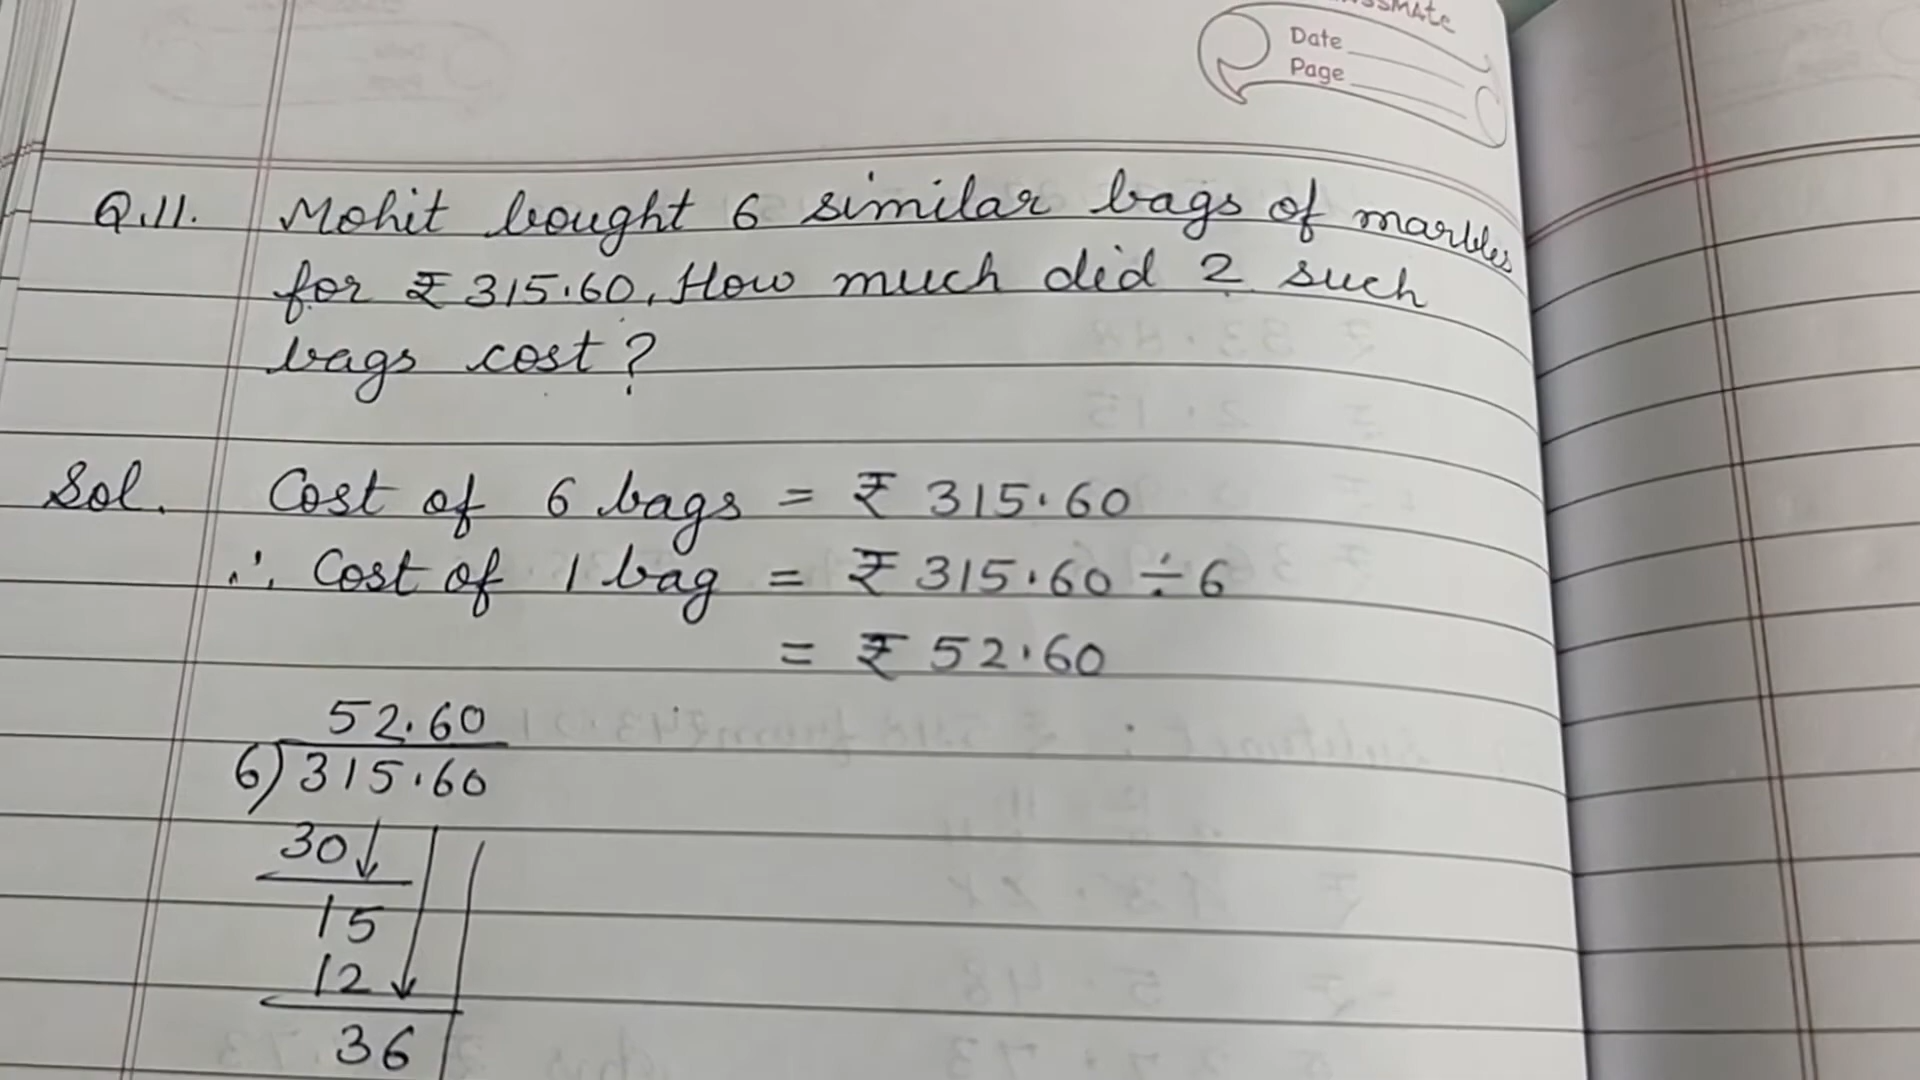 Date
Page
Q.11. Mohit bought 6 similar bags of marbles
for ₹ 315.60. How much did 2 such
bags cost?
Sol. Cost of 6 bags = ₹ 315.60
∴ Cost of 1 bag = ₹ 315.60 ÷ 6
= ₹ 52.60
52.60
6)315.60
30↓
15
12↓
36